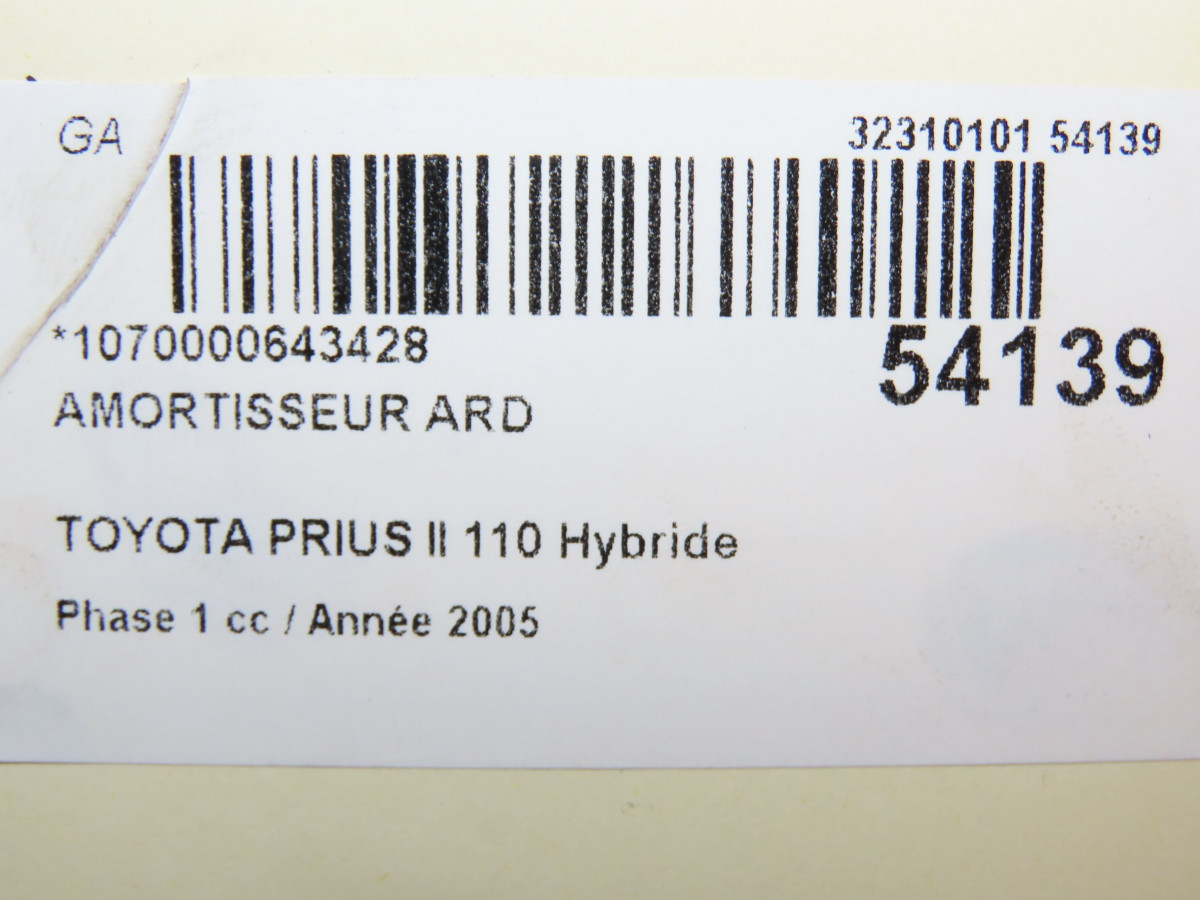 GA
32310101 54139
*1070000643428
54139
AMORTISSEUR ARD
TOYOTA PRIUS II 110 Hybride
Phase 1 cc / Année 2005